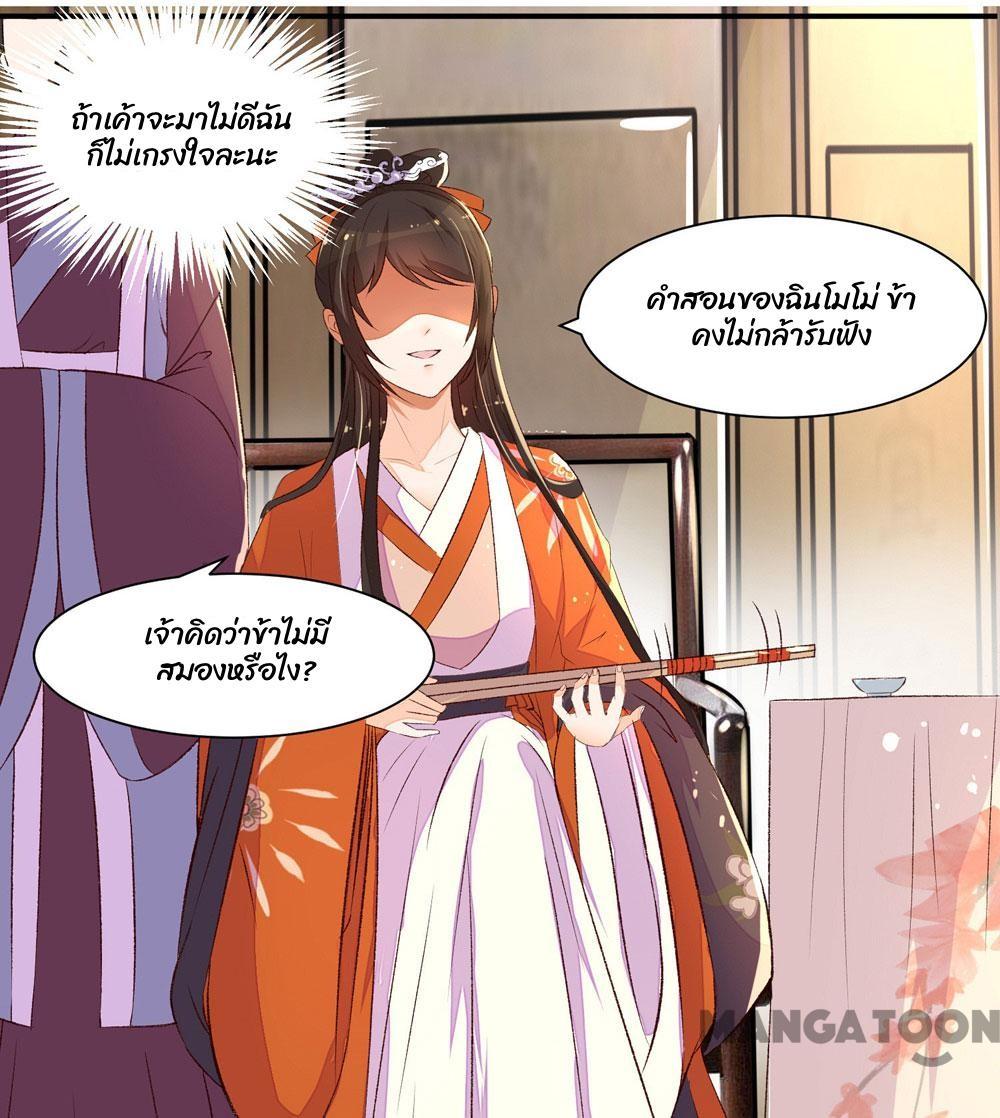 ถ้าเค้าจะมาไม่ดีฉัน
ก็ไม่เกรงใจละนะ
คำสอนของฉินโมโม่ ข้า
คงไม่กล้ารับฟัง
เจ้าคิดว่าข้าไม่มี
สมองหรือไง?
MANGATOON